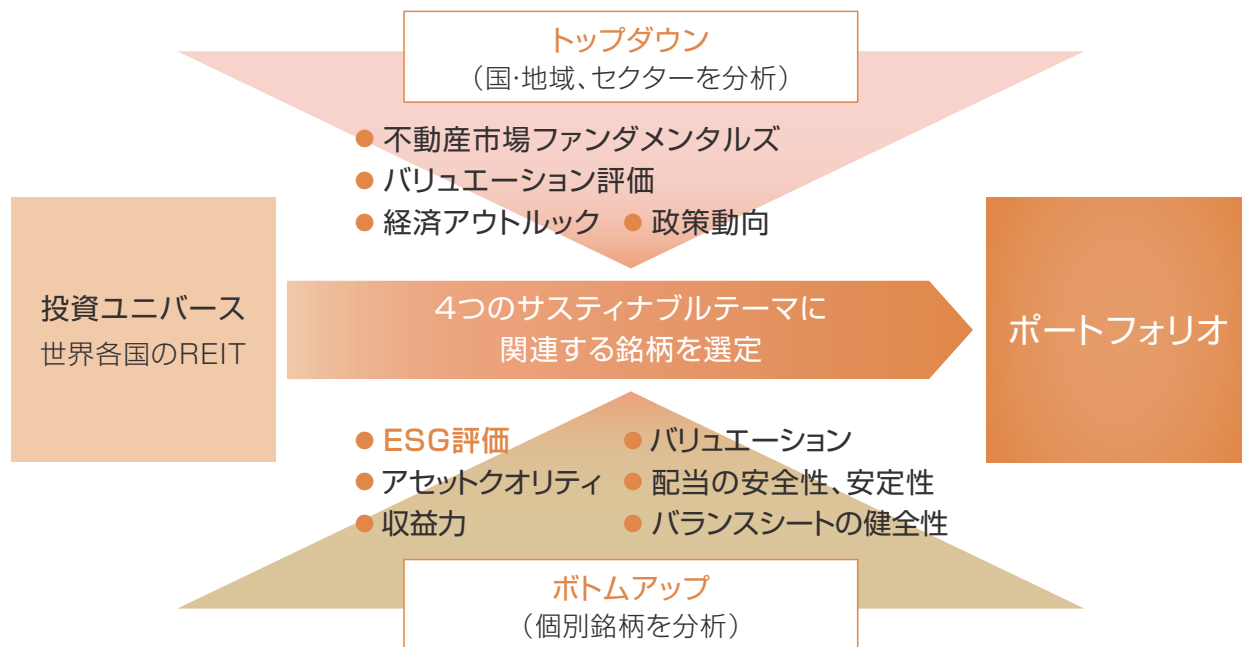 トップダウン
（国・地域、セクターを分析）
● 不動産市場ファンダメンタルズ
● バリュエーション評価
● 経済アウトルック ● 政策動向
投資ユニバース
世界各国のREIT
4つのサスティナブルテーマに
関連する銘柄を選定
ポートフォリオ
● ESG評価 ● バリュエーション
● アセットクオリティ ● 配当の安全性、安定性
● 収益力 ● バランスシートの健全性
ボトムアップ
（個別銘柄を分析）